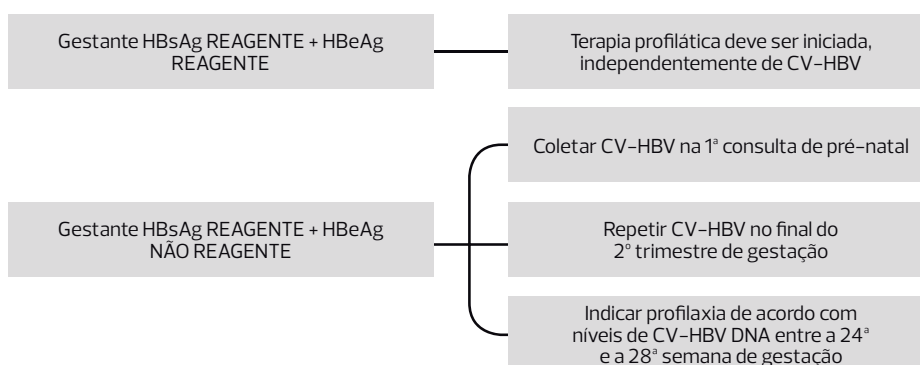 Gestante HBsAg REAGENTE + HBeAg
REAGENTE
Terapia profilática deve ser iniciada,
independentemente de CV-HBV
Coletar CV-HBV na 1ª consulta de pré-natal
Gestante HBsAg REAGENTE + HBeAg
NÃO REAGENTE
Repetir CV-HBV no final do
2º trimestre de gestação
Indicar profilaxia de acordo com
níveis de CV-HBV DNA entre a 24ª
e a 28ª semana de gestação